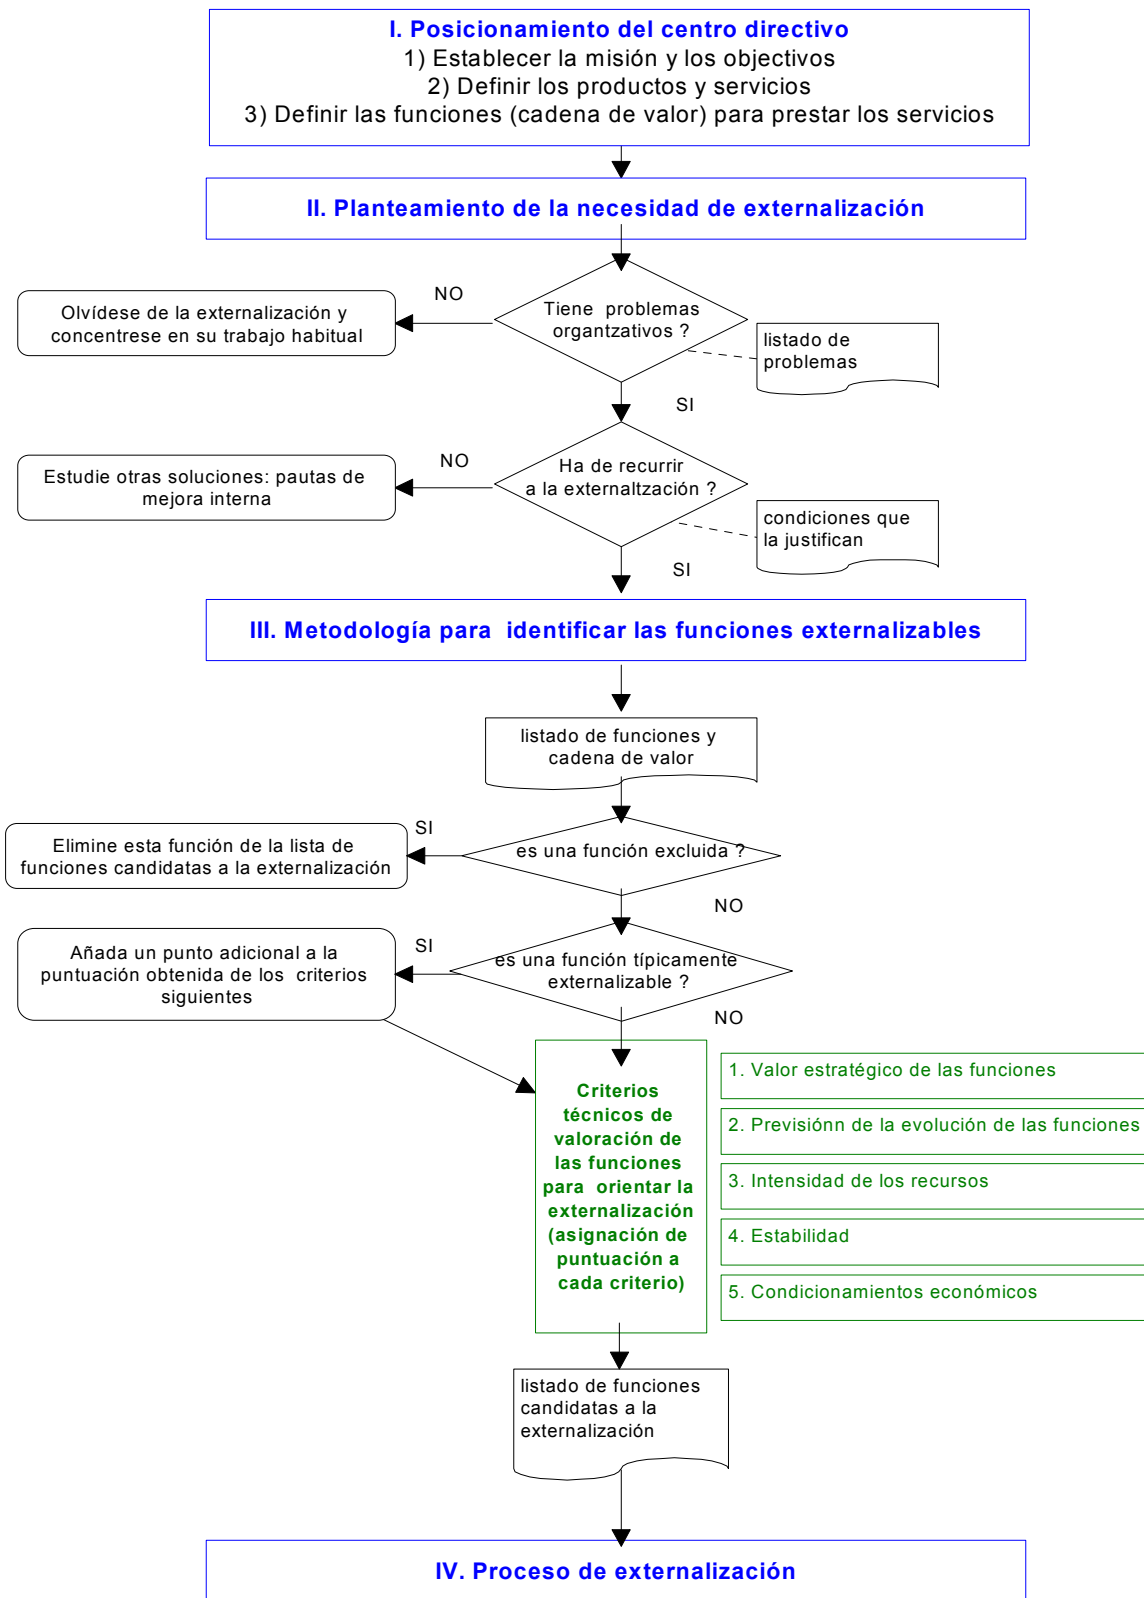 I. Posicionamiento del centro directivo
1) Establecer la misión y los objectivos
2) Definir los productos y servicios
3) Definir las funciones (cadena de valor) para prestar los servicios
II. Planteamiento de la necesidad de externalización
NO
Tiene problemas
organtzativos ?
Olvídese de la externalización y
concentrese en su trabajo habitual
listado de
problemas
SI
NO
Ha de recurrir
a la externaltzación ?
Estudie otras soluciones: pautas de
mejora interna
condiciones que
la justifican
SI
III. Metodología para identificar las funciones externalizables
listado de funciones y
cadena de valor
SI
es una función excluida ?
Elimine esta función de la lista de
funciones candidatas a la externalización
NO
SI
es una función típicamente
externalizable ?
Añada un punto adicional a la
puntuación obtenida de los criterios
siguientes
NO
Criterios
técnicos de
valoración de
las funciones
para orientar la
externalización
(asignación de
puntuación a
cada criterio)
1. Valor estratégico de las funciones
2. Previsiónn de la evolución de las funciones
3. Intensidad de los recursos
4. Estabilidad
5. Condicionamientos económicos
listado de funciones
candidatas a la
externalización
IV. Proceso de externalización